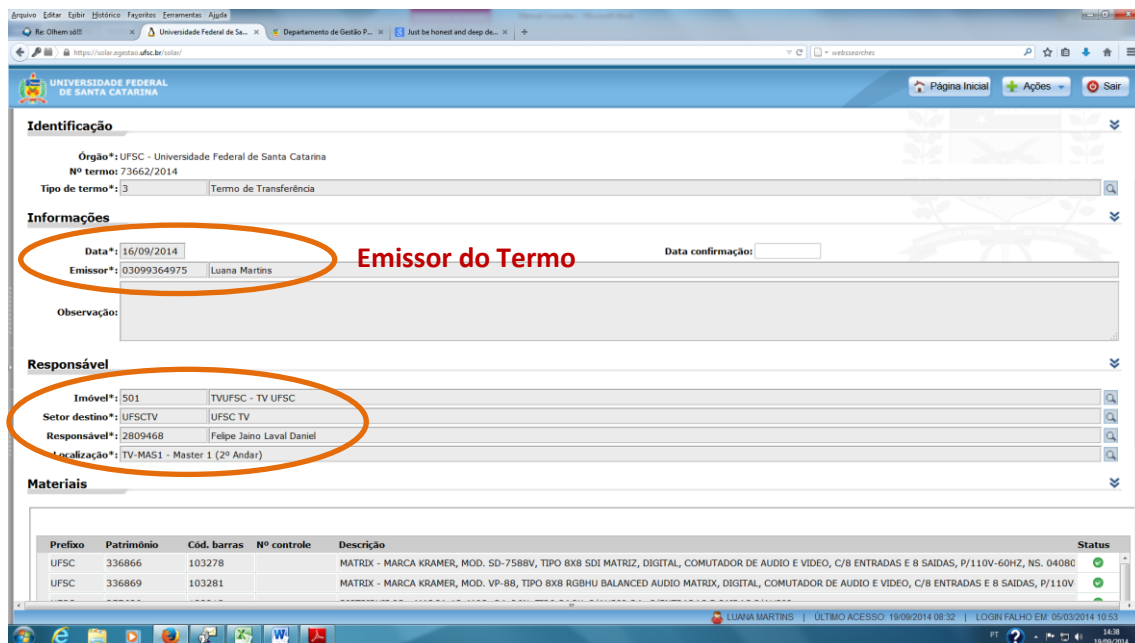 Arquivo Editar Exibir Histórico Favoritos Ferramentas Ajuda
Re: Olhem só!!! × Universidade Federal de Sa... × Departamento de Gestão P... × Just be honest and deep de... × +
https://solar.egestao.ufsc.br/solar/ websearches
UNIVERSIDADE FEDERAL
DE SANTA CATARINA
Página Inicial Ações Sair
Identificação
Órgão*: UFSC - Universidade Federal de Santa Catarina
Nº termo: 73662/2014
Tipo de termo*: 3 Termo de Transferência
Informações
Data*: 16/09/2014 Emissor do Termo Data confirmação:
Emissor*: 03099364975 Luana Martins
Observação:
Responsável
Imóvel*: 501 TVUFSC - TV UFSC
Setor destino*: UFSCTV UFSC TV
Responsável*: 2809468 Felipe Jaino Laval Daniel
Localização*: TV-MAS1 - Master 1 (2º Andar)
Materiais
Prefixo Patrimônio Cód. barras Nº controle Descrição Status
UFSC 336866 103278 MATRIX - MARCA KRAMER, MOD. SD-7588V, TIPO 8X8 SDI MATRIZ, DIGITAL, COMUTADOR DE AUDIO E VIDEO, C/8 ENTRADAS E 8 SAIDAS, P/110V-60HZ, NS. 04080
UFSC 336869 103281 MATRIX - MARCA KRAMER, MOD. VP-88, TIPO 8X8 RGBHU BALANCED AUDIO MATRIX, DIGITAL, COMUTADOR DE AUDIO E VIDEO, C/8 ENTRADAS E 8 SAIDAS, P/110V
LUANA MARTINS | ÚLTIMO ACESSO: 19/09/2014 08:32 | LOGIN FALHO EM: 05/03/2014 10:53
PT 14:38
19/09/2014